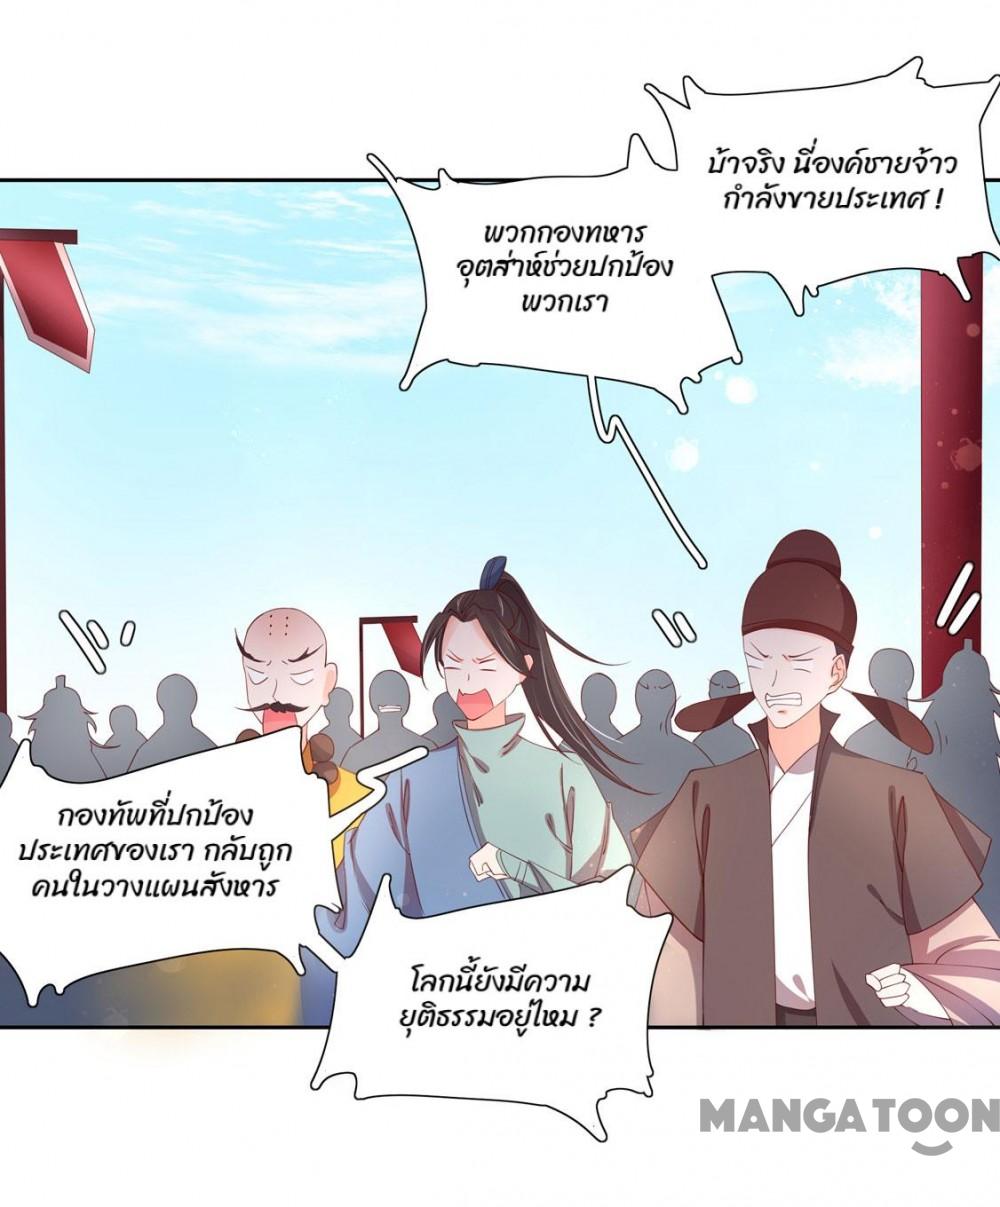 บ้าจริง นี่องค์ชายจ้าว
กำลังขายประเทศ !
พวกกองทหาร
อุตส่าห์ช่วยปกป้อง
พวกเรา
กองทัพที่ปกป้อง
ประเทศของเรา กลับถูก
คนในวางแผนสังหาร
โลกนี้ยังมีความ
ยุติธรรมอยู่ไหม ?
MANGATOON